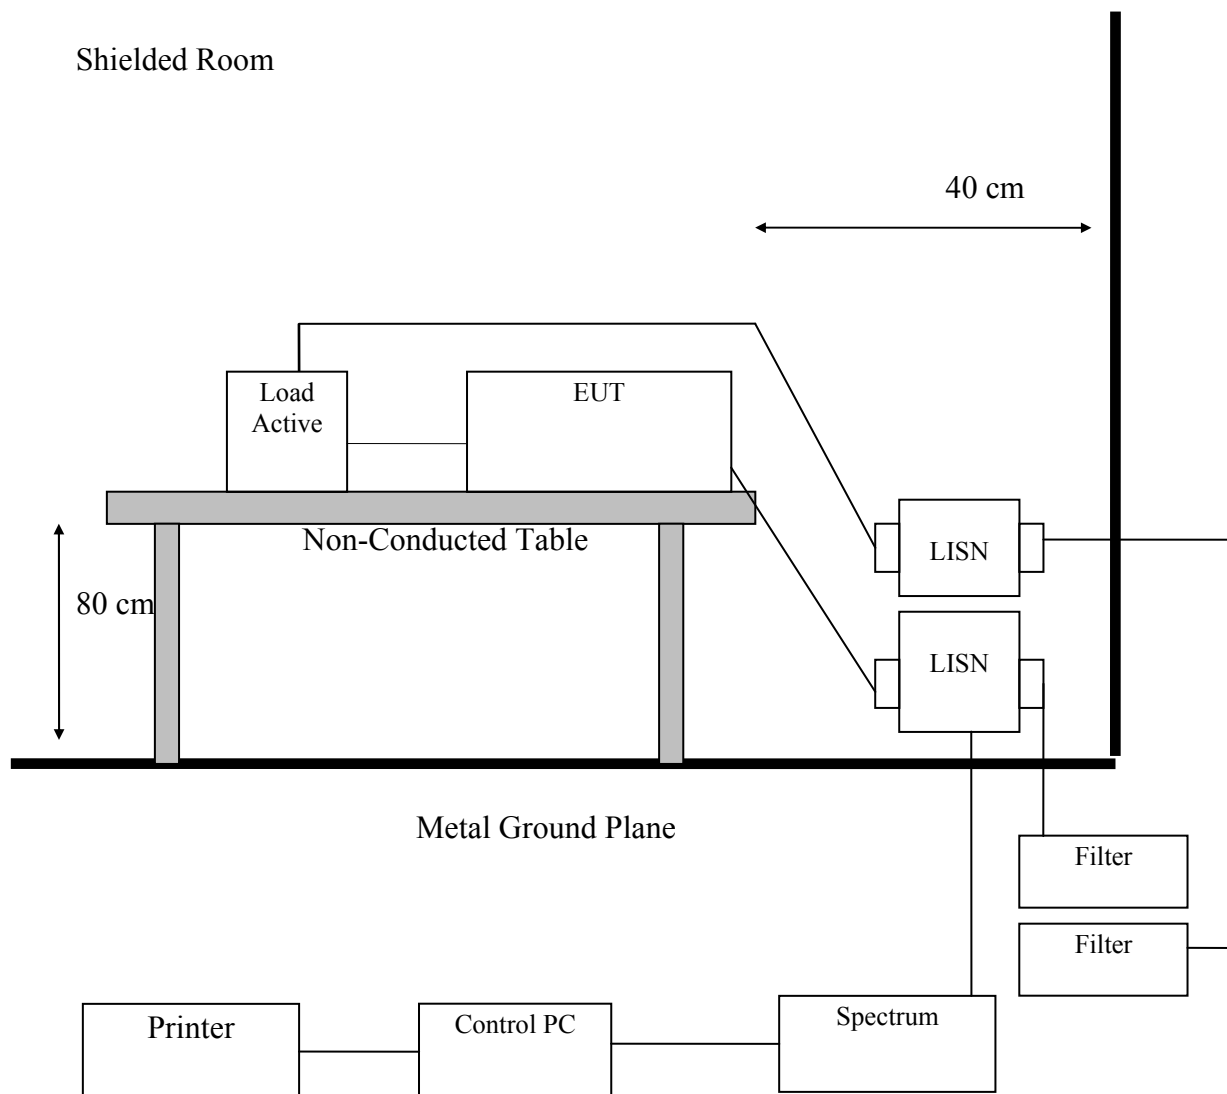 Shielded Room
40 cm
Load
Active
EUT
Non-Conducted Table
LISN
80 cm
LISN
Metal Ground Plane
Filter
Filter
Printer
Control PC
Spectrum